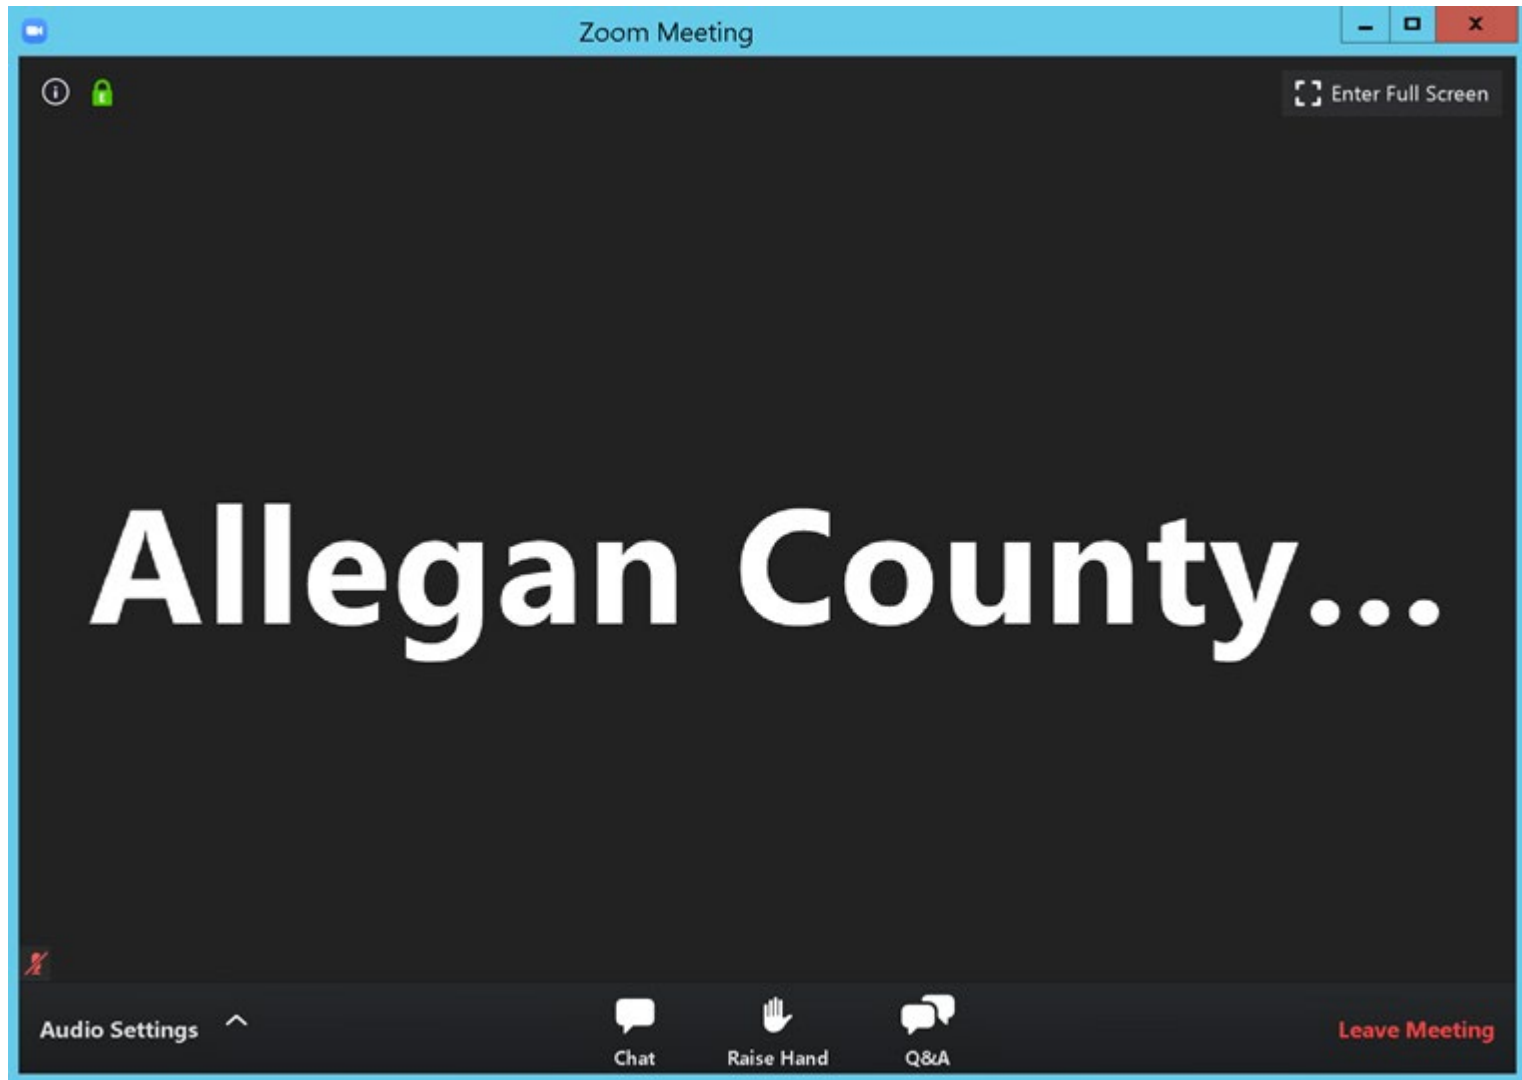 Zoom Meeting
Enter Full Screen
Allegan County...
Audio Settings
Chat
Raise Hand
Q&A
Leave Meeting